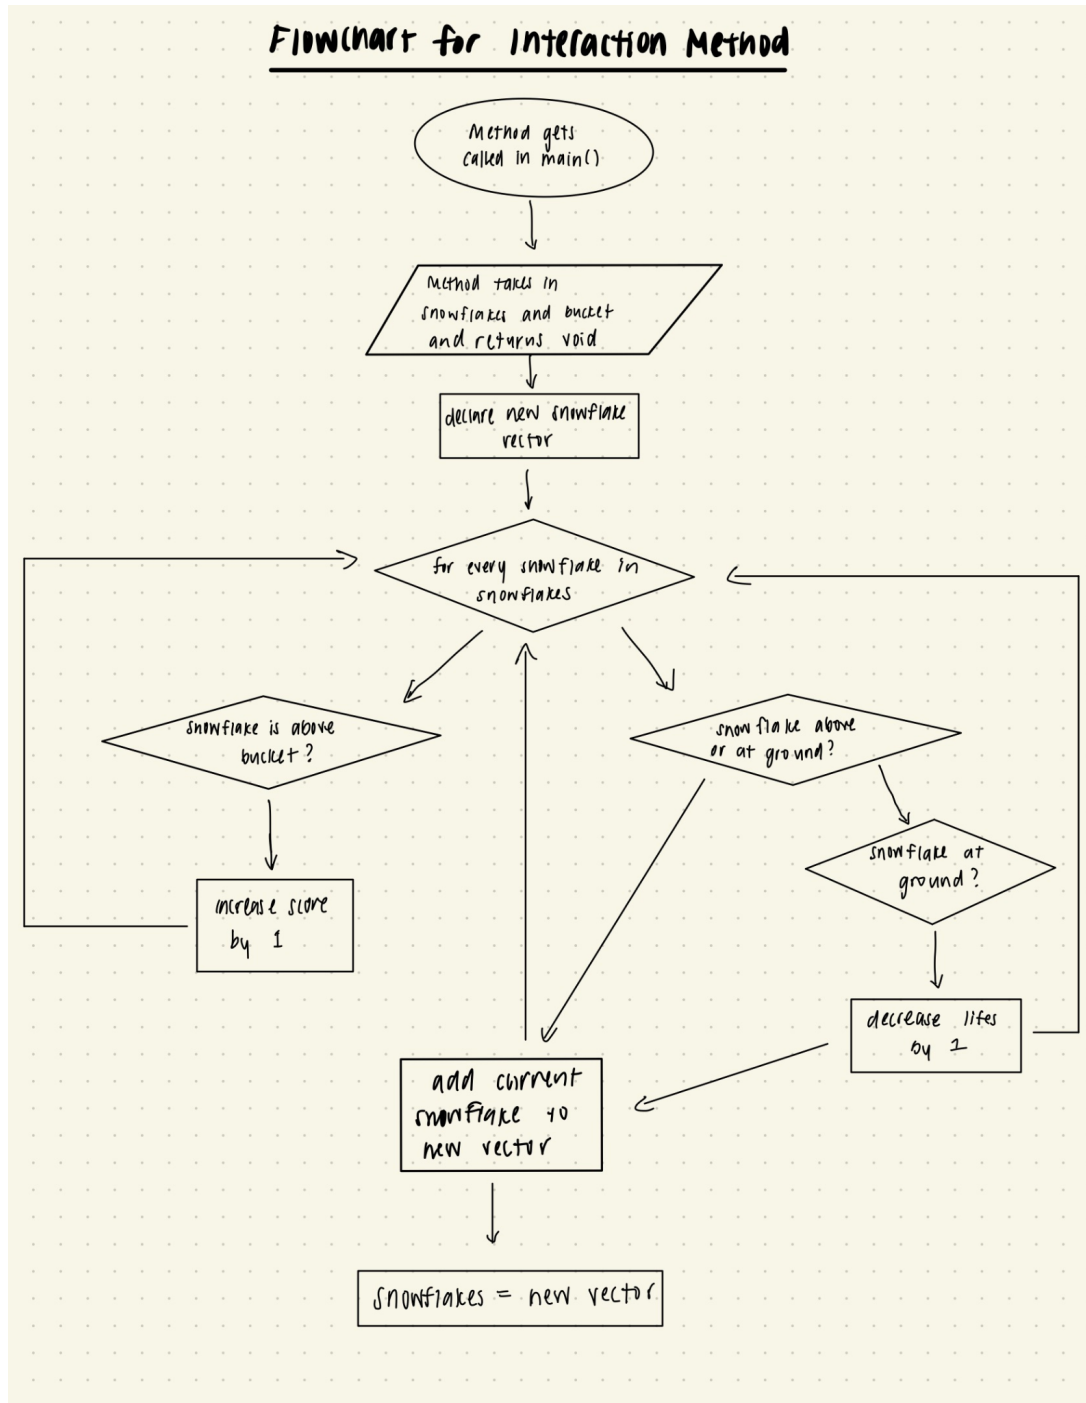 Flowchart for Interaction Method
Method gets
called in main()
Method takes in
snowflakes and bucket
and returns void
declare new snowflake
vector
for every snowflake in
snowflakes
snowflake is above
bucket?
snowflake above
or at ground?
snowflake at
ground?
increase score
by 1
decrease lifes
by 1
add current
snowflake to
new vector
snowflakes = new vector